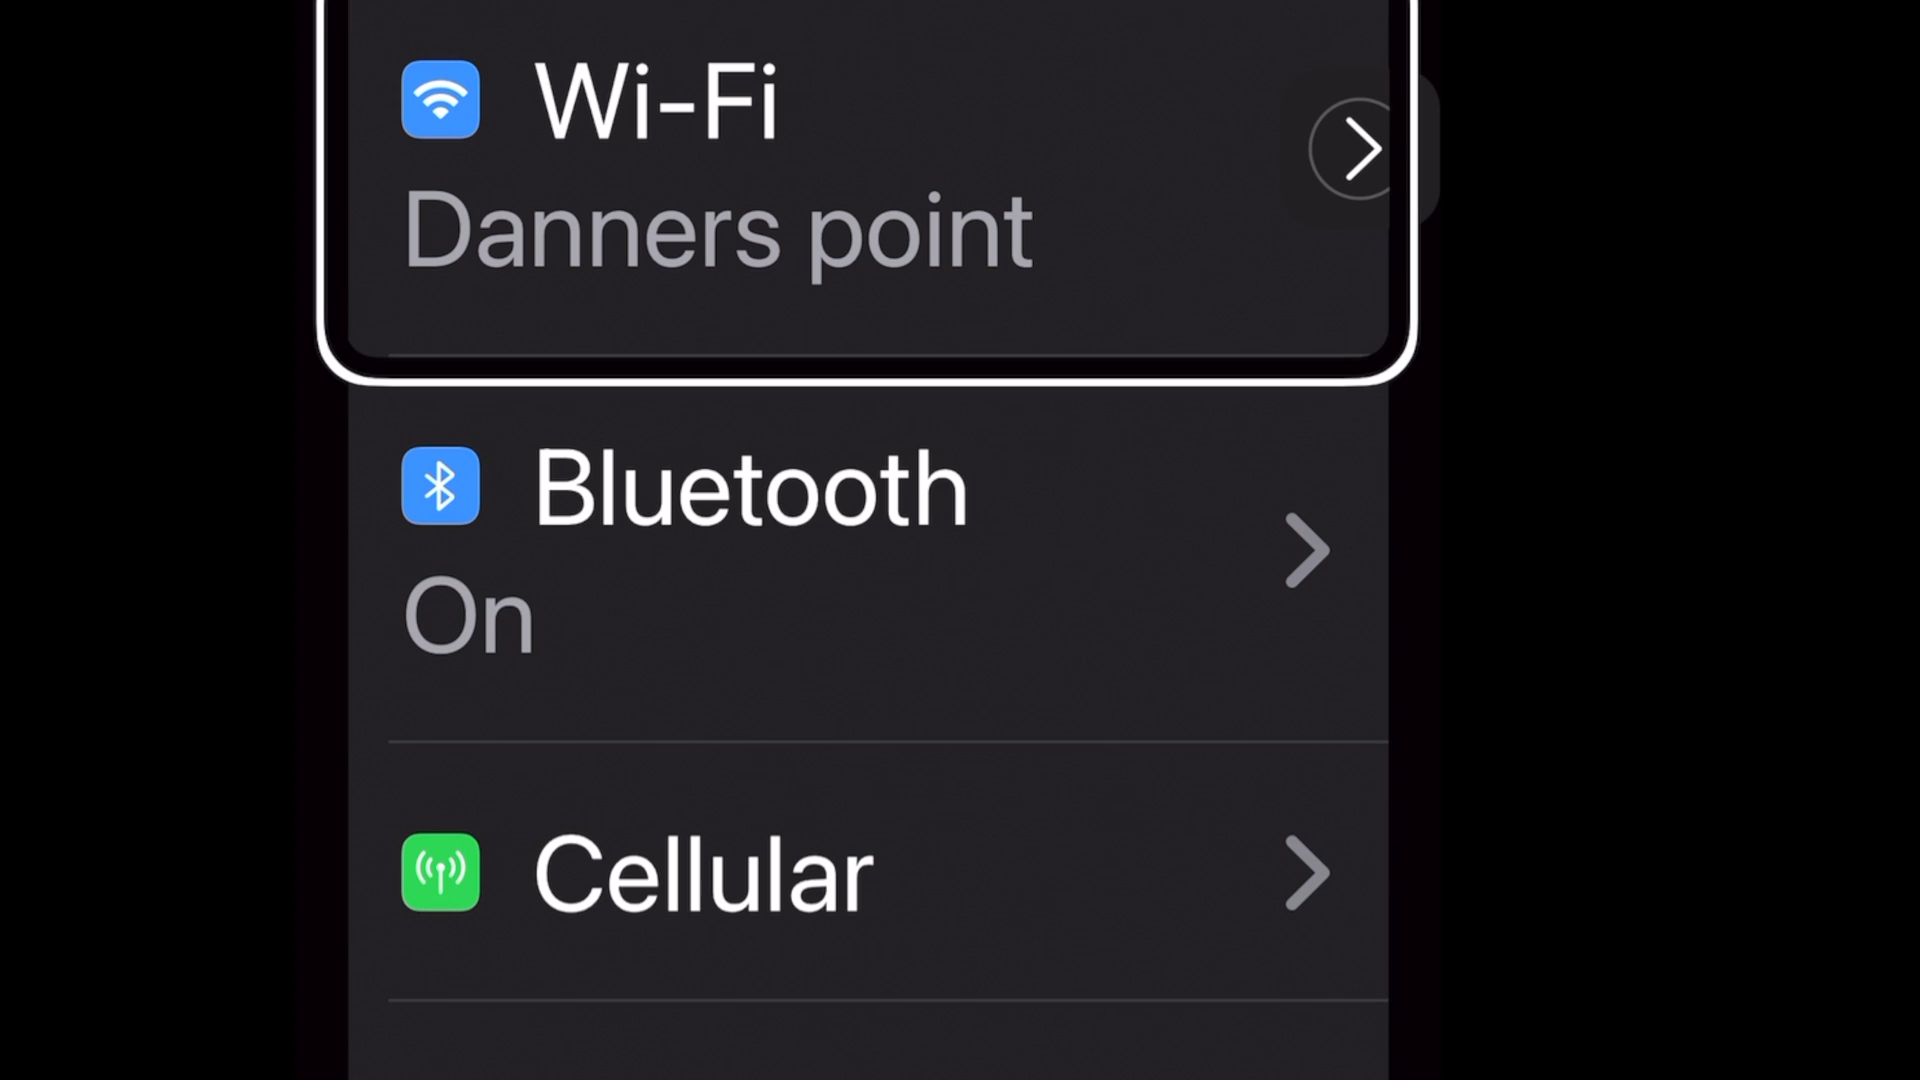 Wi-Fi
Danners point
Bluetooth
On
Cellular